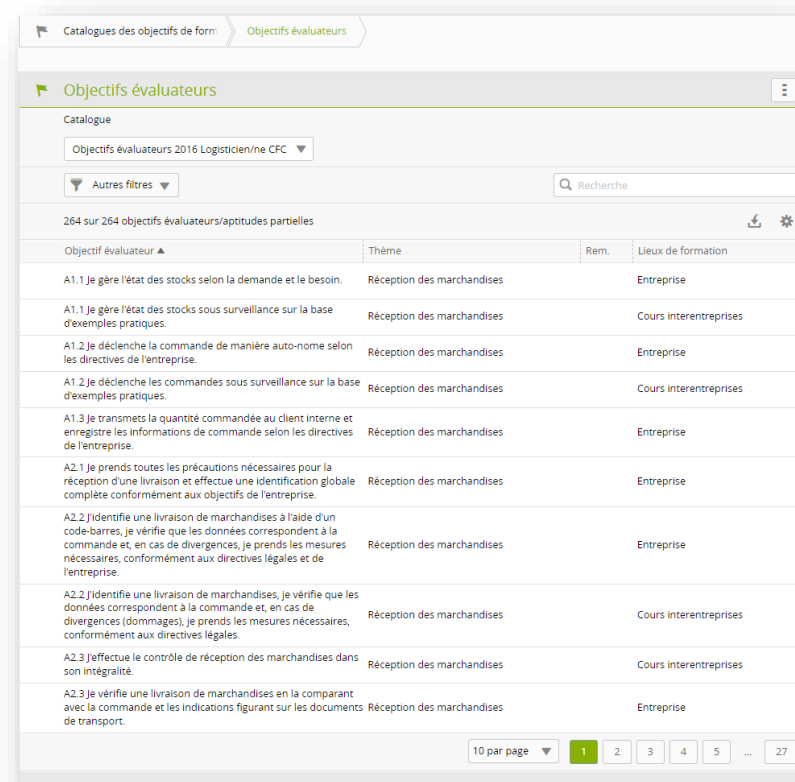 Catalogues des objectifs de form
Objectifs évaluateurs
Objectifs évaluateurs
Catalogue
Objectifs évaluateurs 2016 Logisticien/ne CFC
Autres filtres
Recherche
264 sur 264 objectifs évaluateurs/aptitudes partielles
Objectif évaluateur Thème Rem. Lieux de formation
A1.1 Je gère l'état des stocks selon la demande et le besoin. Réception des marchandises Entreprise
A1.1 Je gère l'état des stocks sous surveillance sur la base
d'exemples pratiques.
Réception des marchandises Cours interentreprises
A1.2 Je déclenche la commande de manière auto-nome selon
les directives de l'entreprise.
Réception des marchandises Entreprise
A1.2 Je déclenche les commandes sous surveillance sur la base
d'exemples pratiques.
Réception des marchandises Cours interentreprises
A1.3 Je transmets la quantité commandée au client interne et
enregistre les informations de commande selon les directives
de l'entreprise.
Réception des marchandises Entreprise
A2.1 Je prends toutes les précautions nécessaires pour la
réception d'une livraison et effectue une identification globale
complète conformément aux objectifs de l'entreprise.
Réception des marchandises Entreprise
A2.2 J'identifie une livraison de marchandises à l'aide d'un
code-barres, je vérifie que les données correspondent à la
commande et, en cas de divergences, je prends les mesures
nécessaires, conformément aux directives légales et de
l'entreprise.
Réception des marchandises Entreprise
A2.2 J'identifie une livraison de marchandises, je vérifie que les
données correspondent à la commande et, en cas de
divergences (dommages), je prends les mesures nécessaires,
conformément aux directives légales.
Réception des marchandises Cours interentreprises
A2.3 J'effectue le contrôle de réception des marchandises dans
son intégralité.
Réception des marchandises Cours interentreprises
A2.3 Je vérifie une livraison de marchandises en la comparant
avec la commande et les indications figurant sur les documents
de transport.
Réception des marchandises Entreprise
10 par page 1 2 3 4 5 ... 27